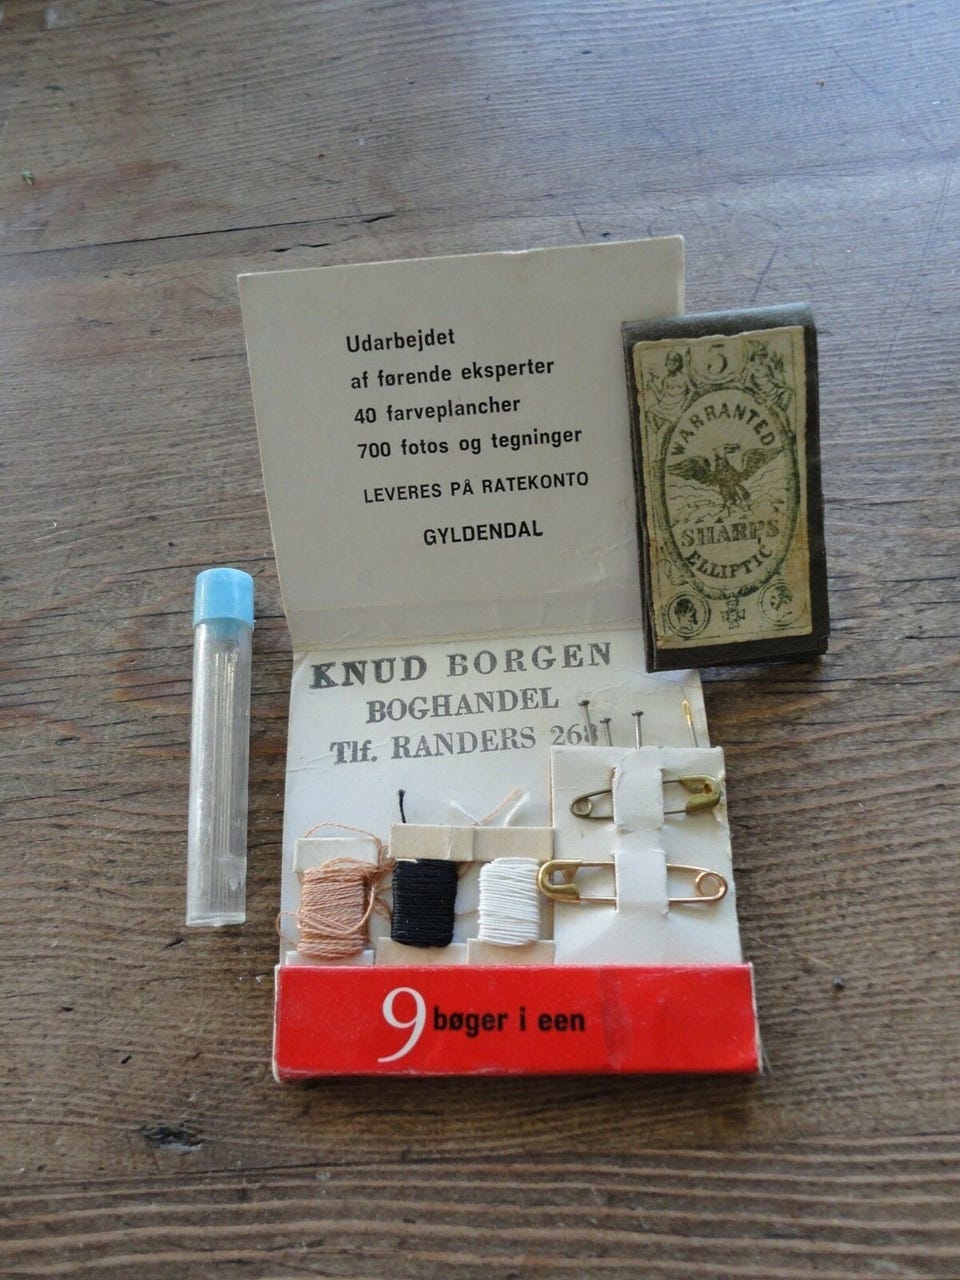 Udarbejdet
af førende eksperter
40 farveplancher
700 fotos og tegninger
LEVERES PÅ RATEKONTO
GYLDENDAL
5
WARRANTED
SHARPS
ELLIPTIC
KNUD BORGEN
BOGHANDEL
Tlf. RANDERS
9 bøger i een